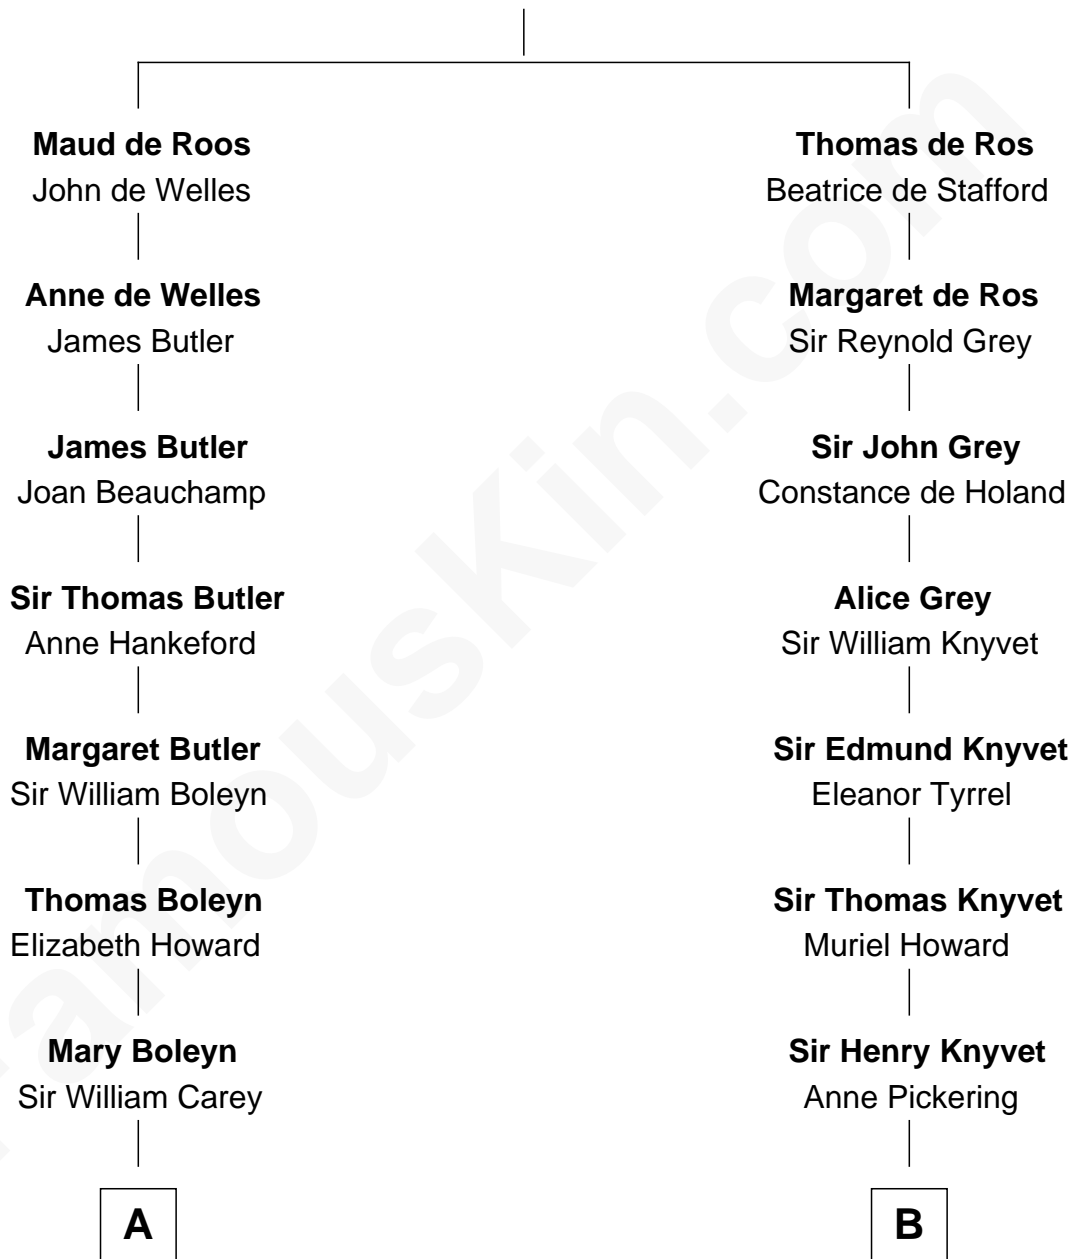 Maud de Roos
John de Welles
Anne de Welles
James Butler
James Butler
Joan Beauchamp
Sir Thomas Butler
Anne Hankeford
Margaret Butler
Sir William Boleyn
Thomas Boleyn
Elizabeth Howard
Mary Boleyn
Sir William Carey
A
Thomas de Ros
Beatrice de Stafford
Margaret de Ros
Sir Reynold Grey
Sir John Grey
Constance de Holand
Alice Grey
Sir William Knyvet
Sir Edmund Knyvet
Eleanor Tyrrel
Sir Thomas Knyvet
Muriel Howard
Sir Henry Knyvet
Anne Pickering
B
FamousKin.com